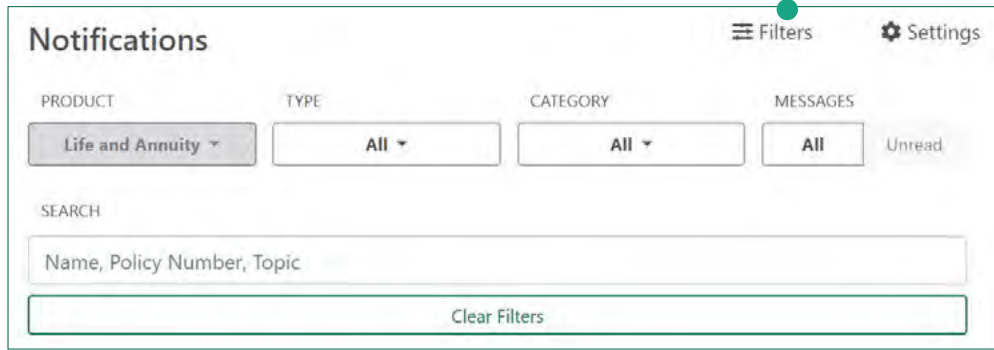 Notifications Filters Settings
PRODUCT TYPE CATEGORY MESSAGES
Life and Annuity All All All Unread
SEARCH
Name, Policy Number, Topic
Clear Filters